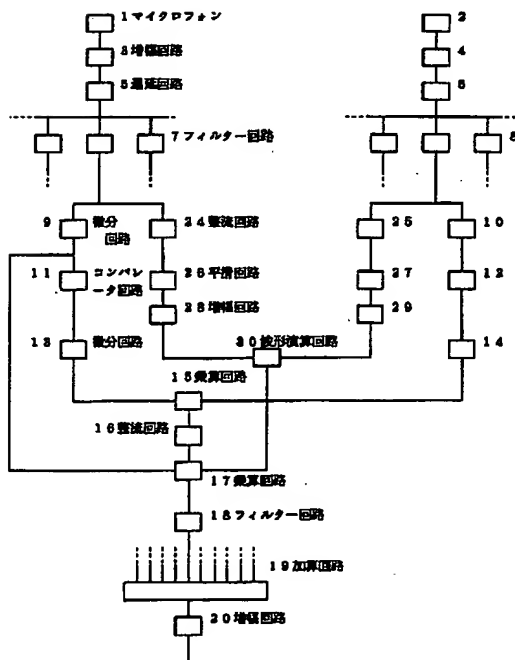 1マイクロフォン 2
3増幅回路 4
5遅延回路 6
7フィルター回路 8
9 微分 24整流回路 25 10
回路
11 コンパレ 26平滑回路 27 12
ータ回路
28増幅回路 29
13 微分回路 30波形演算回路 14
15乗算回路
16整流回路
17乗算回路
18フィルター回路
19加算回路
20増幅回路